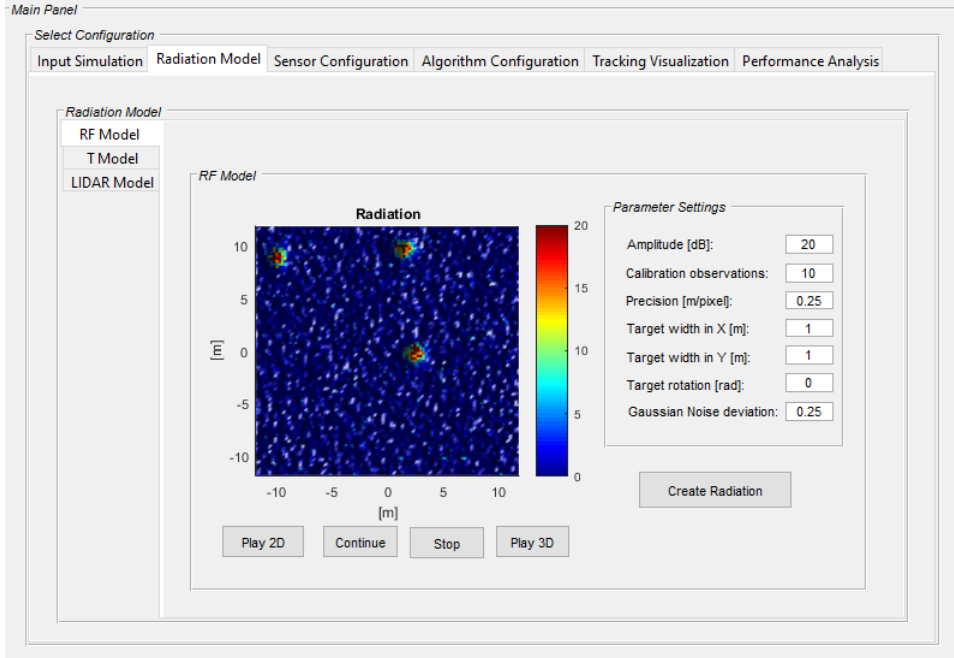 Main Panel
Select Configuration
Input Simulation Radiation Model Sensor Configuration Algorithm Configuration Tracking Visualization Performance Analysis
Radiation Model
RF Model
T Model
LIDAR Model
RF Model
Radiation
10
5
0
-5
-10
[m]
-10 -5 0 5 10
[m]
20
15
10
5
0
Parameter Settings
Amplitude [dB]: 20
Calibration observations: 10
Precision [m/pixel]: 0.25
Target width in X [m]: 1
Target width in Y [m]: 1
Target rotation [rad]: 0
Gaussian Noise deviation: 0.25
Create Radiation
Play 2D Continue Stop Play 3D